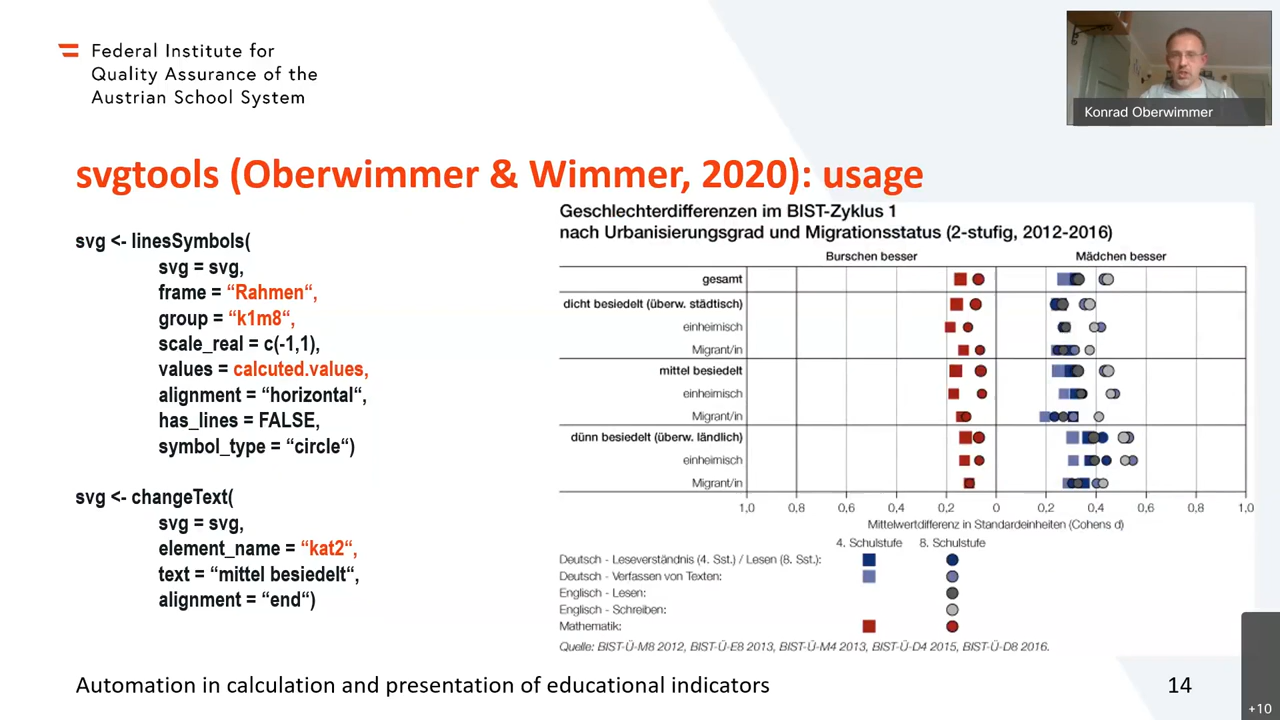 Federal Institute for
Quality Assurance of the
Austrian School System
Konrad Oberwimmer
svgtools (Oberwimmer & Wimmer, 2020): usage
svg <- linesSymbols(
svg = svg,
frame = “Rahmen“,
group = “k1m8“,
scale_real = c(-1,1),
values = calcuted.values,
alignment = “horizontal“,
has_lines = FALSE,
symbol_type = “circle“)
svg <- changeText(
svg = svg,
element_name = “kat2“,
text = “mittel besiedelt“,
alignment = “end“)
Geschlechterdifferenzen im BIST-Zyklus 1
nach Urbanisierungsgrad und Migrationsstatus (2-stufig, 2012-2016)
Burschen besser Mädchen besser
gesamt
dicht besiedelt (überw. städtisch)
einheimisch
Migrant/in
mittel besiedelt
einheimisch
Migrant/in
dünn besiedelt (überw. ländlich)
einheimisch
Migrant/in
1,0 0,8 0,6 0,4 0,2 0 0,2 0,4 0,6 0,8 1,0
Mittelwertdifferenz in Standardeinheiten (Cohens d)
4. Schulstufe 8. Schulstufe
Deutsch - Leseverständnis (4. Sst.) / Lesen (8. Sst.):
Deutsch - Verfassen von Texten:
Englisch - Lesen:
Englisch - Schreiben:
Mathematik:
Quelle: BIST-Ü-M8 2012, BIST-Ü-E8 2013, BIST-Ü-M4 2013, BIST-Ü-D4 2015, BIST-Ü-D8 2016.
Automation in calculation and presentation of educational indicators
14
+10